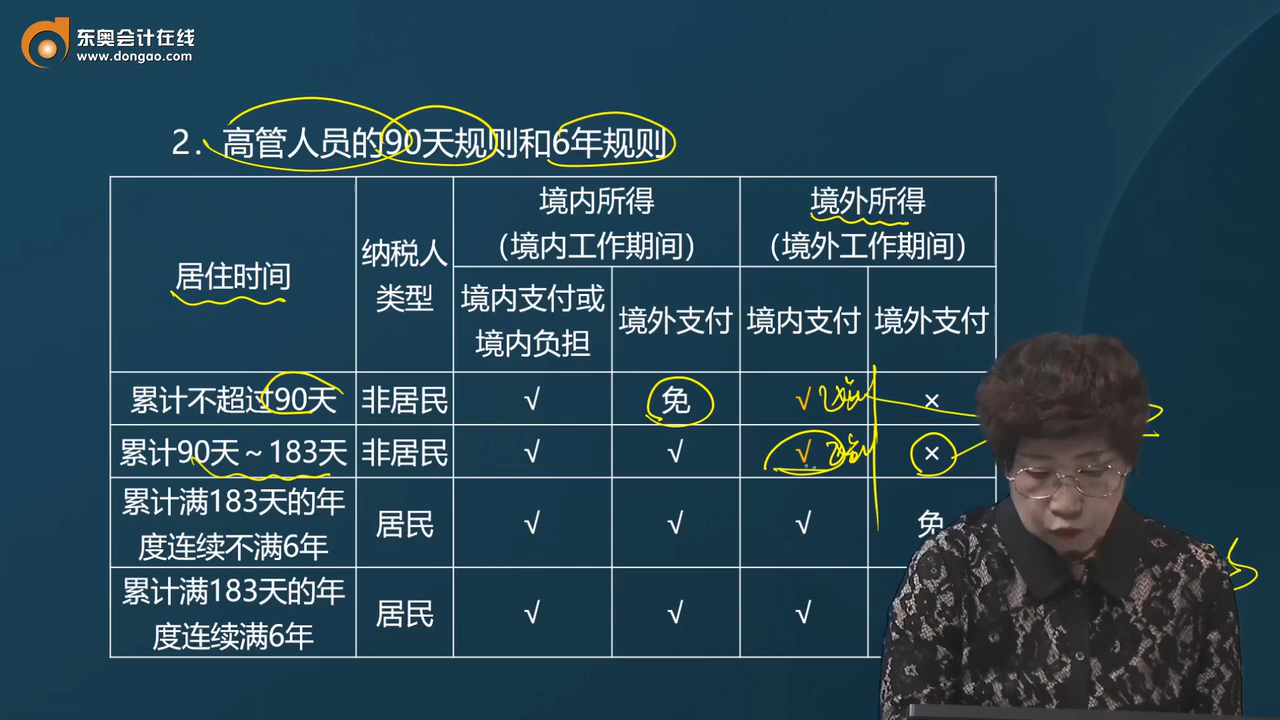 东奥会计在线
www.dongao.com
2．高管人员的90天规则和6年规则
居住时间
纳税人
类型
境内所得
（境内工作期间）
境外所得
（境外工作期间）
境内支付或
境内负担
境外支付
境内支付
境外支付
累计不超过90天
非居民
√
免
√
×
累计90天～183天
非居民
√
√
√
×
累计满183天的年
度连续不满6年
居民
√
√
√
免
累计满183天的年
度连续满6年
居民
√
√
√